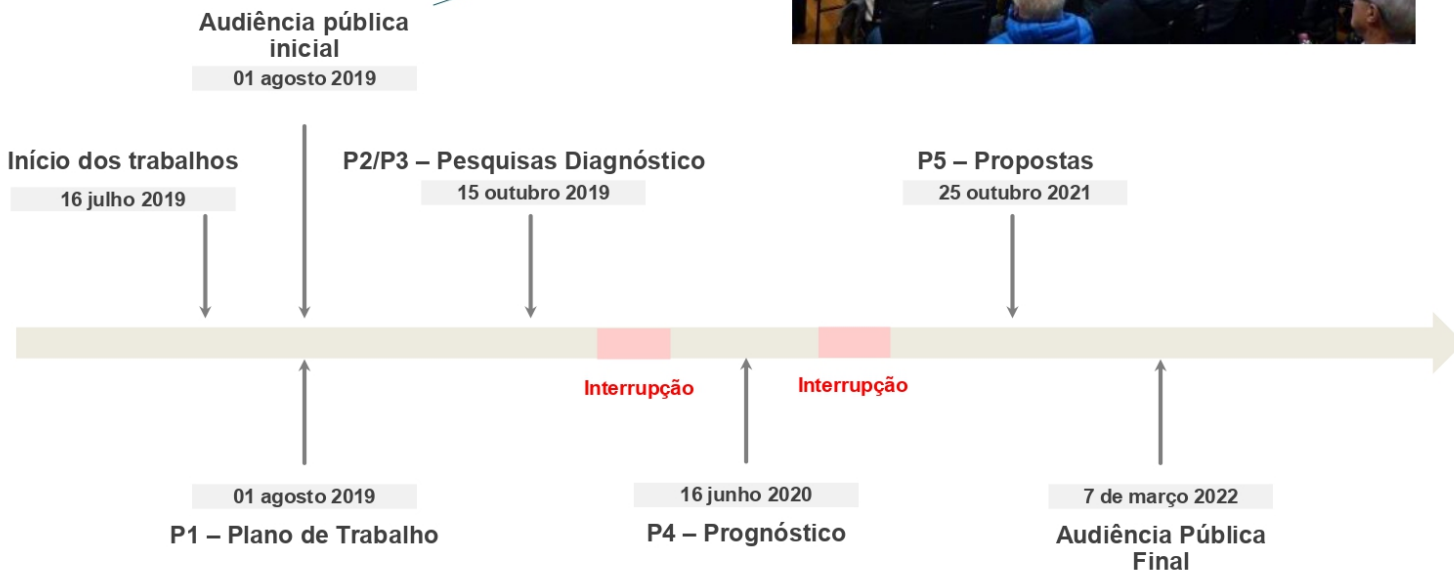 Audiência pública
inicial
01 agosto 2019
Início dos trabalhos
16 julho 2019
P2/P3 – Pesquisas Diagnóstico
15 outubro 2019
P5 – Propostas
25 outubro 2021
Interrupção
Interrupção
01 agosto 2019
P1 – Plano de Trabalho
16 junho 2020
P4 – Prognóstico
7 de março 2022
Audiência Pública
Final